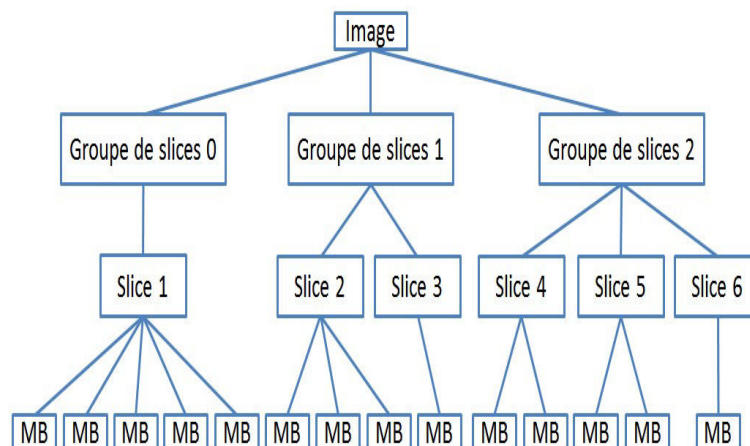 Image
Groupe de slices 0 Groupe de slices 1 Groupe de slices 2
Slice 1 Slice 2 Slice 3 Slice 4 Slice 5 Slice 6
MB MB MB MB MB MB MB MB MB MB MB MB MB MB